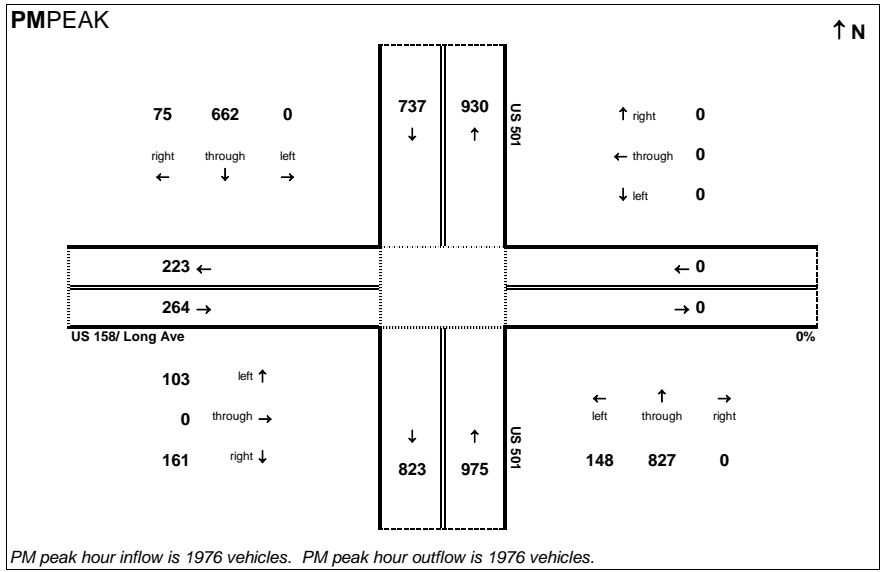 PMPEAK
↑ N
75 662 0
right through left
← ↓ →
737 930
↓ ↑
US 501
↑ right 0
← through 0
↓ left 0
223 ←
264 →
← 0
→ 0
US 158/ Long Ave
0%
103 left ↑
0 through →
161 right ↓
↓ ↑
823 975
US 501
← ↑ →
left through right
148 827 0
PM peak hour inflow is 1976 vehicles. PM peak hour outflow is 1976 vehicles.